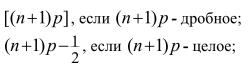 [(n+1)p], если (n+1)p - дробное;
(n+1)p−1/2, если (n+1)p - целое;